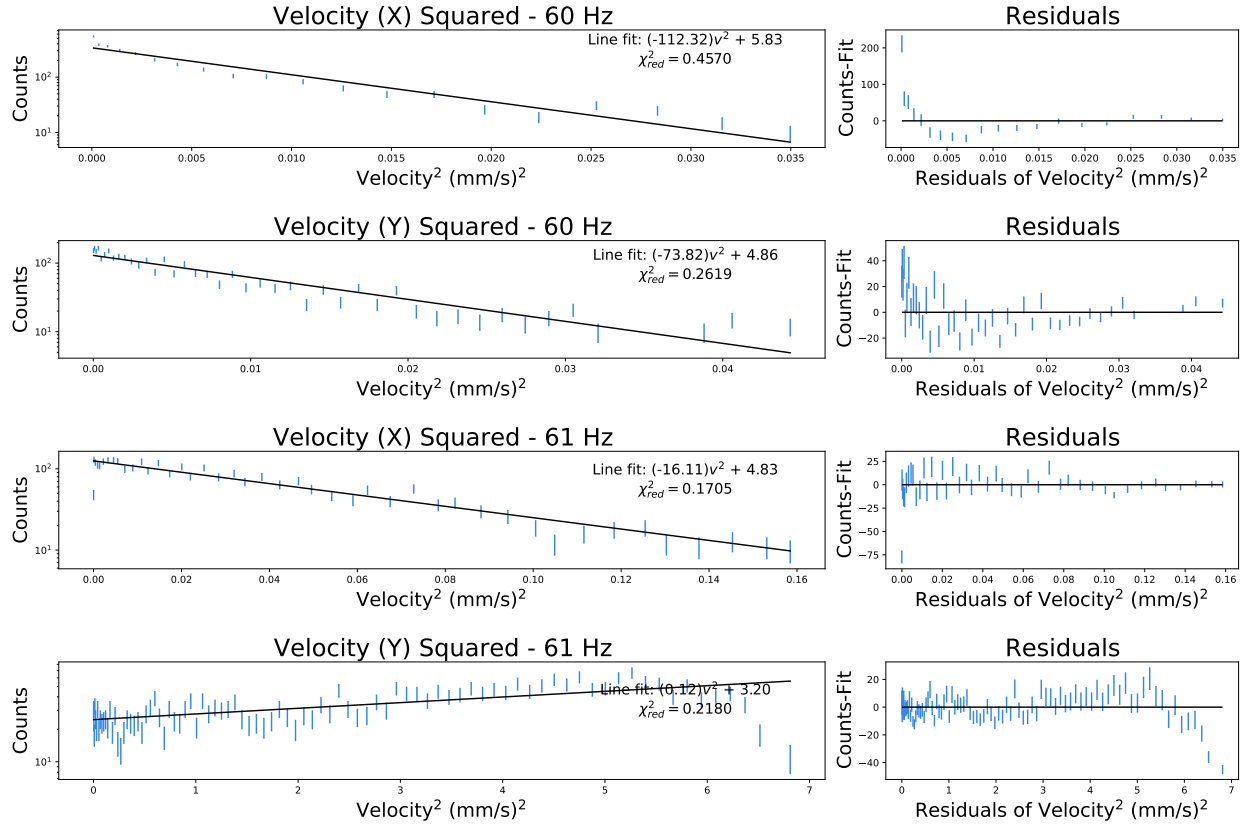 Velocity (X) Squared - 60 Hz
Residuals
Line fit: (-112.32)v² + 5.83
χ²red = 0.4570
Counts
10²
10¹
0.000 0.005 0.010 0.015 0.020 0.025 0.030 0.035
Velocity² (mm/s)²
Counts-Fit
200
100
0
0.000 0.005 0.010 0.015 0.020 0.025 0.030 0.035
Residuals of Velocity² (mm/s)²
Velocity (Y) Squared - 60 Hz
Residuals
Line fit: (-73.82)v² + 4.86
χ²red = 0.2619
Counts
10²
10¹
0.00 0.01 0.02 0.03 0.04
Velocity² (mm/s)²
Counts-Fit
40
20
0
−20
0.00 0.01 0.02 0.03 0.04
Residuals of Velocity² (mm/s)²
Velocity (X) Squared - 61 Hz
Residuals
Line fit: (-16.11)v² + 4.83
χ²red = 0.1705
Counts
10²
10¹
0.00 0.02 0.04 0.06 0.08 0.10 0.12 0.14 0.16
Velocity² (mm/s)²
Counts-Fit
25
0
−25
−50
−75
0.00 0.02 0.04 0.06 0.08 0.10 0.12 0.14 0.16
Residuals of Velocity² (mm/s)²
Velocity (Y) Squared - 61 Hz
Residuals
Line fit: (0.12)v² + 3.20
χ²red = 0.2180
Counts
10¹
0 1 2 3 4 5 6 7
Velocity² (mm/s)²
Counts-Fit
20
0
−20
−40
0 1 2 3 4 5 6 7
Residuals of Velocity² (mm/s)²